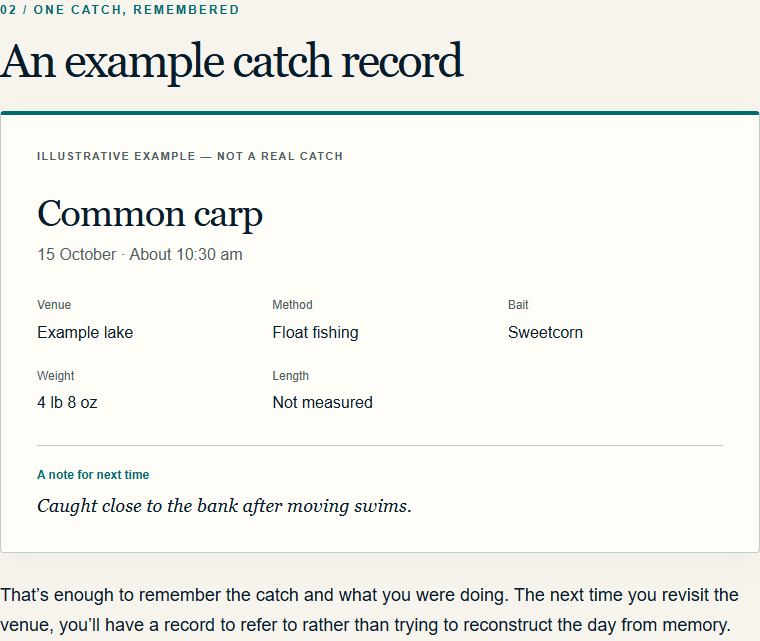 02 / ONE CATCH, REMEMBERED
An example catch record
ILLUSTRATIVE EXAMPLE — NOT A REAL CATCH
Common carp
15 October · About 10:30 am
Venue Method Bait
Example lake Float fishing Sweetcorn
Weight Length
4 lb 8 oz Not measured
A note for next time
Caught close to the bank after moving swims.
That’s enough to remember the catch and what you were doing. The next time you revisit the
venue, you’ll have a record to refer to rather than trying to reconstruct the day from memory.